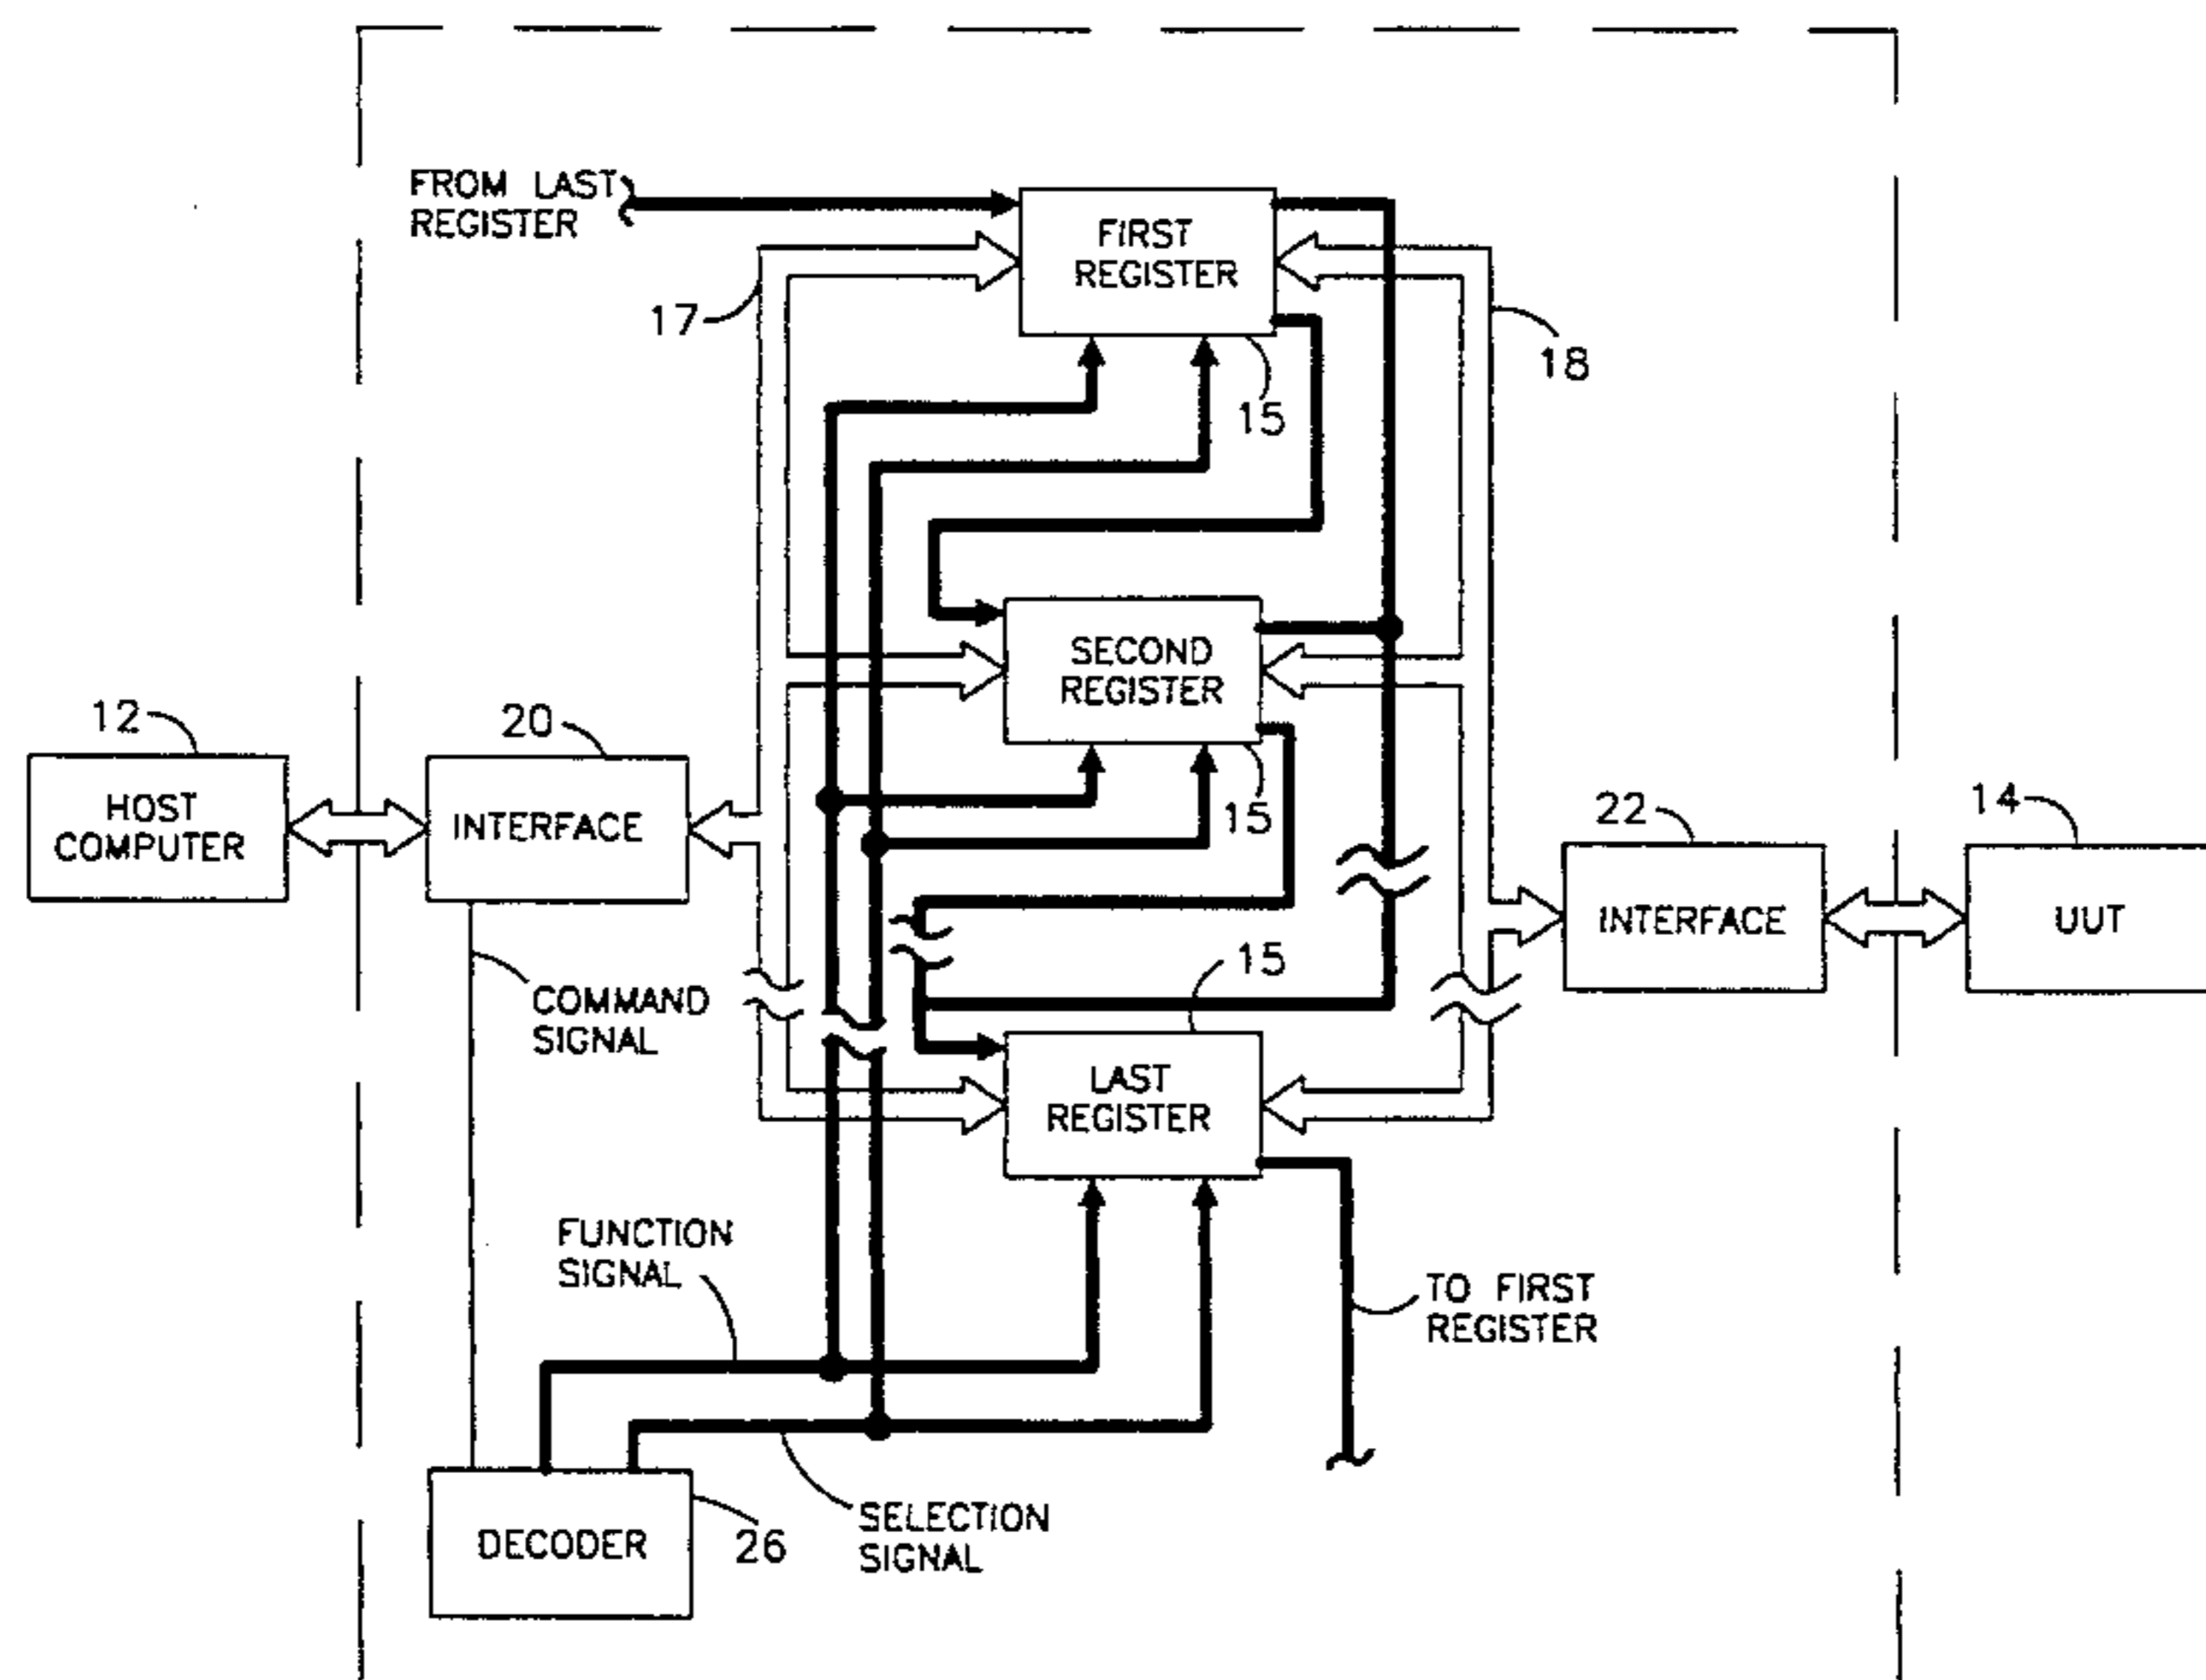 FROM LAST
REGISTER
FIRST
REGISTER
17
18
15
SECOND
REGISTER
12
20
15
22
14
HOST
COMPUTER
INTERFACE
INTERFACE
UUT
15
COMMAND
SIGNAL
LAST
REGISTER
FUNCTION
SIGNAL
TO FIRST
REGISTER
DECODER
26
SELECTION
SIGNAL